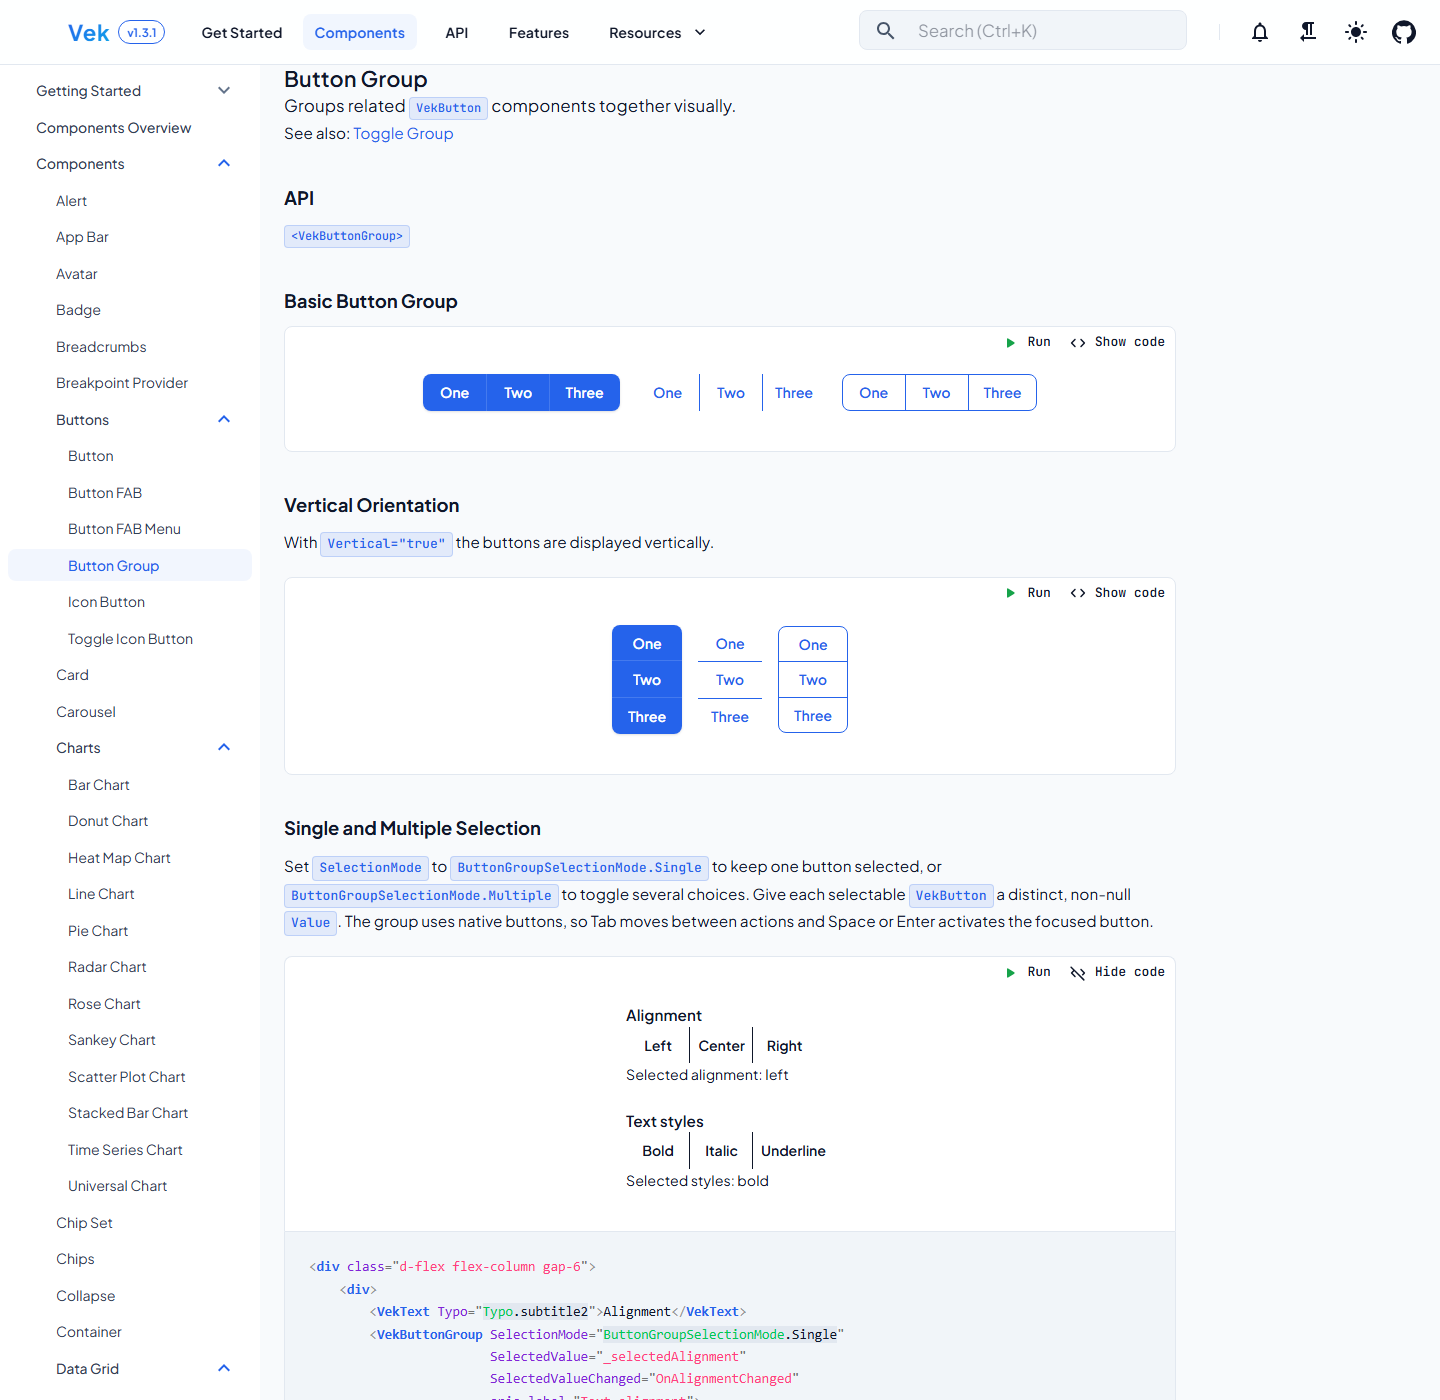 Vek v1.3.1 Get Started Components API Features Resources Search (Ctrl+K)
Getting Started
Components Overview
Components
Alert
App Bar
Avatar
Badge
Breadcrumbs
Breakpoint Provider
Buttons
Button
Button FAB
Button FAB Menu
Button Group
Icon Button
Toggle Icon Button
Card
Carousel
Charts
Bar Chart
Donut Chart
Heat Map Chart
Line Chart
Pie Chart
Radar Chart
Rose Chart
Sankey Chart
Scatter Plot Chart
Stacked Bar Chart
Time Series Chart
Universal Chart
Chip Set
Chips
Collapse
Container
Data Grid
Button Group
Groups related VekButton components together visually.
See also: Toggle Group
API
<VekButtonGroup>
Basic Button Group
Run Show code
One Two Three One Two Three One Two Three
Vertical Orientation
With Vertical="true" the buttons are displayed vertically.
Run Show code
One One One
Two Two Two
Three Three Three
Single and Multiple Selection
Set SelectionMode to ButtonGroupSelectionMode.Single to keep one button selected, or
ButtonGroupSelectionMode.Multiple to toggle several choices. Give each selectable VekButton a distinct, non-null
Value. The group uses native buttons, so Tab moves between actions and Space or Enter activates the focused button.
Run Hide code
Alignment
Left Center Right
Selected alignment: left
Text styles
Bold Italic Underline
Selected styles: bold
<div class="d-flex flex-column gap-6">
<div>
<VekText Typo="Typo.subtitle2">Alignment</VekText>
<VekButtonGroup SelectionMode="ButtonGroupSelectionMode.Single"
SelectedValue="_selectedAlignment"
SelectedValueChanged="OnAlignmentChanged"
aria-label="Text alignment">